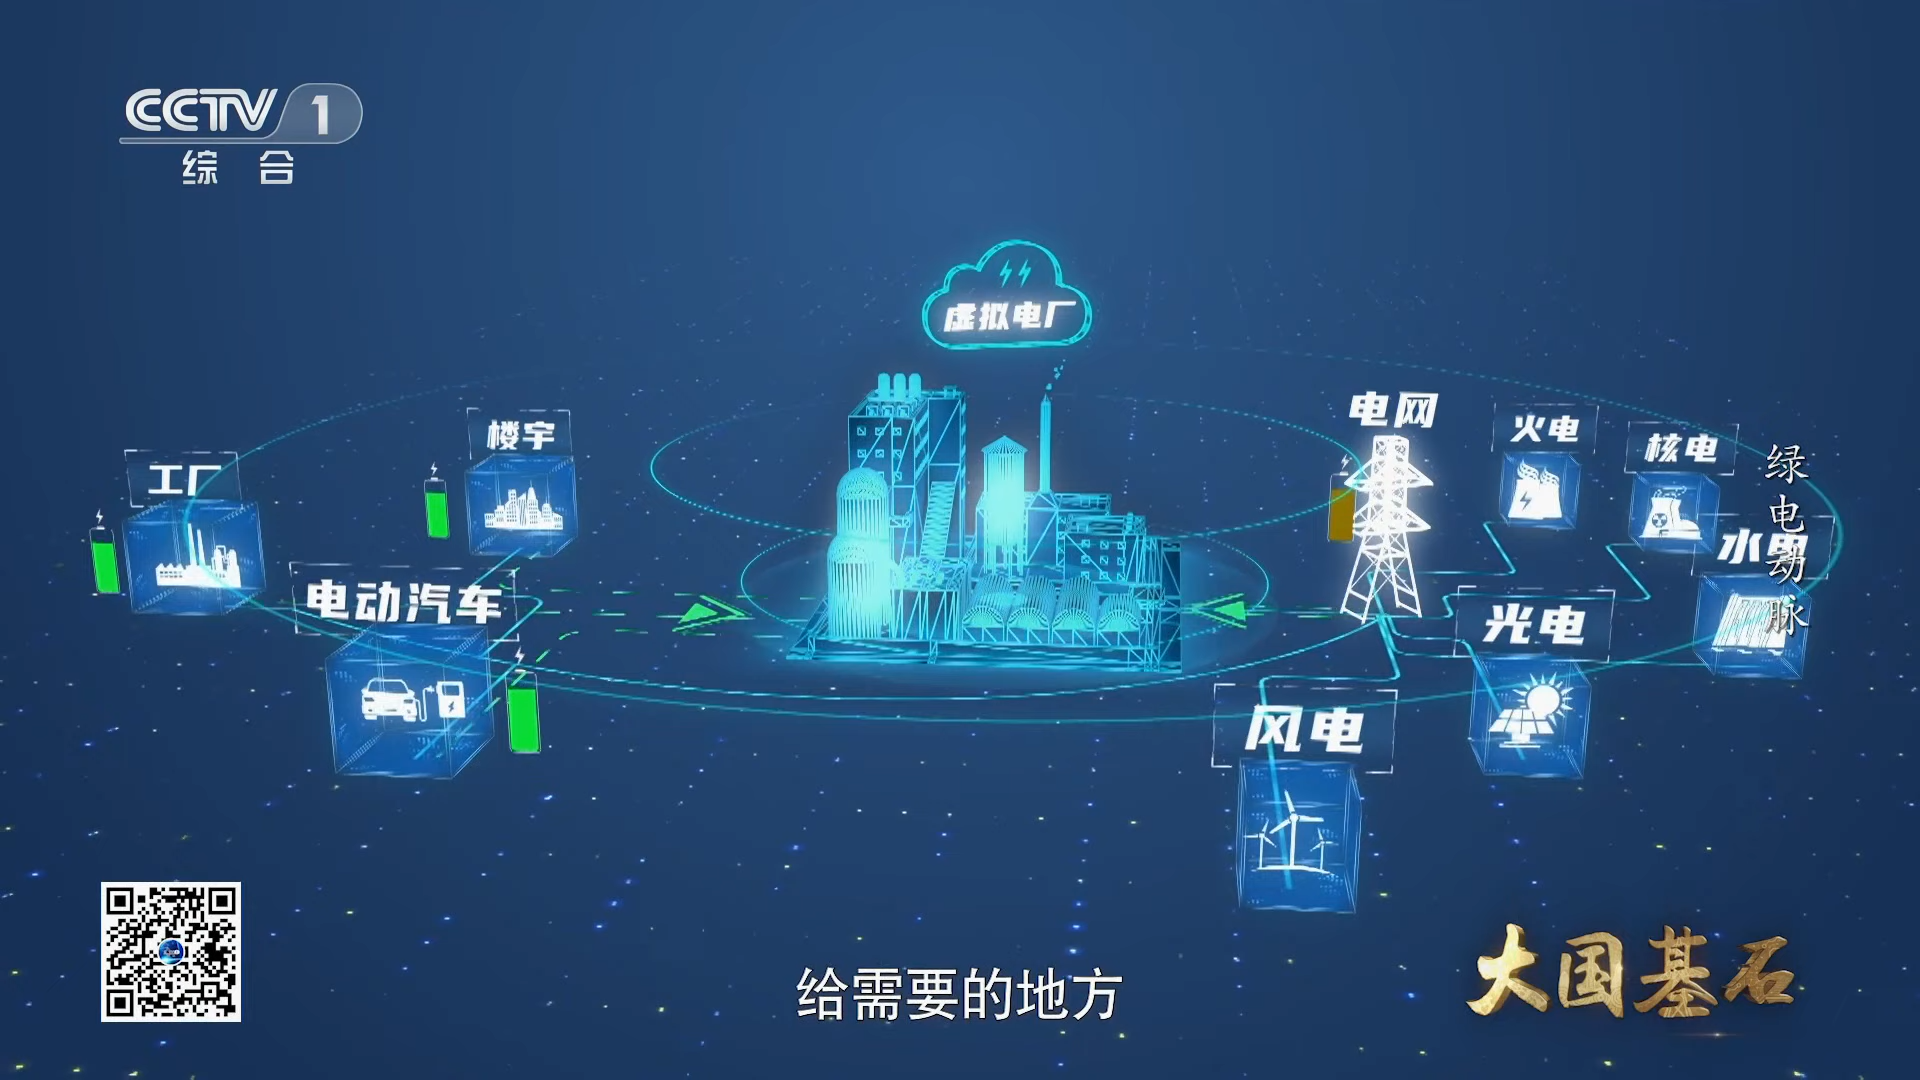 CCTV 1
综合
虚拟电厂
电网
火电
核电
水电
楼宇
工厂
电动汽车
光电
风电
绿电动脉
给需要的地方
大国基石